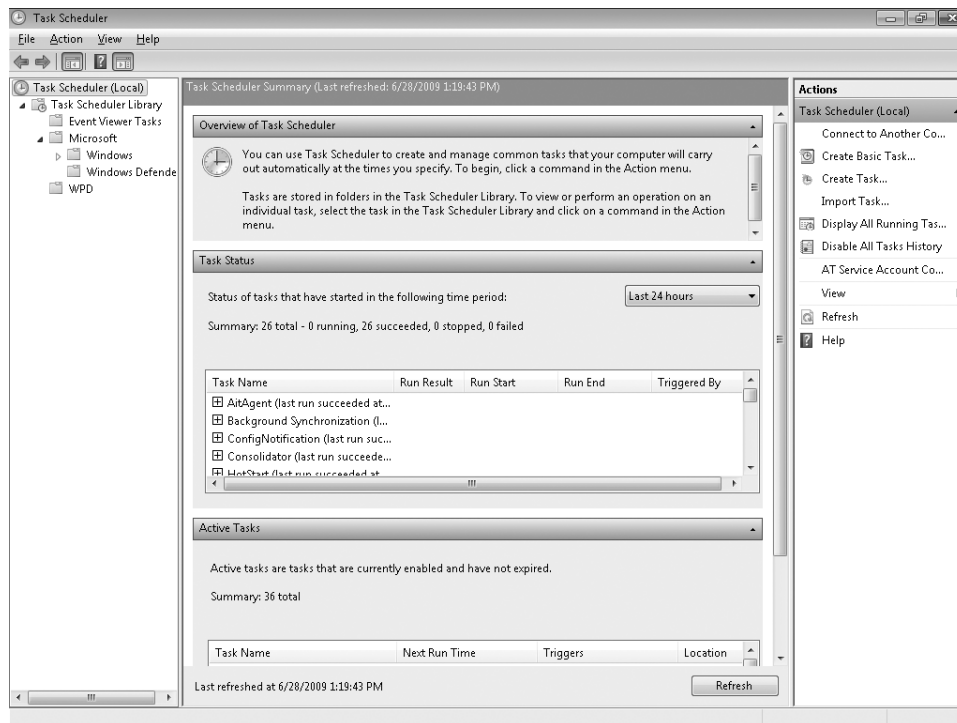 Task Scheduler
File Action View Help
Task Scheduler (Local)
Task Scheduler Library
Event Viewer Tasks
Microsoft
Windows
Windows Defende
WPD
Task Scheduler Summary (Last refreshed: 6/28/2009 1:19:43 PM)
Overview of Task Scheduler
You can use Task Scheduler to create and manage common tasks that your computer will carry
out automatically at the times you specify. To begin, click a command in the Action menu.
Tasks are stored in folders in the Task Scheduler Library. To view or perform an operation on an
individual task, select the task in the Task Scheduler Library and click on a command in the Action
menu.
Task Status
Status of tasks that have started in the following time period:
Last 24 hours
Summary: 26 total - 0 running, 26 succeeded, 0 stopped, 0 failed
Task Name Run Result Run Start Run End Triggered By
AitAgent (last run succeeded at...
Background Synchronization (l...
ConfigNotification (last run suc...
Consolidator (last run succeede...
HotStart (last run succeeded at
Active Tasks
Active tasks are tasks that are currently enabled and have not expired.
Summary: 36 total
Task Name Next Run Time Triggers Location
Last refreshed at 6/28/2009 1:19:43 PM
Refresh
Actions
Task Scheduler (Local)
Connect to Another Co...
Create Basic Task...
Create Task...
Import Task...
Display All Running Tas...
Disable All Tasks History
AT Service Account Co...
View
Refresh
Help